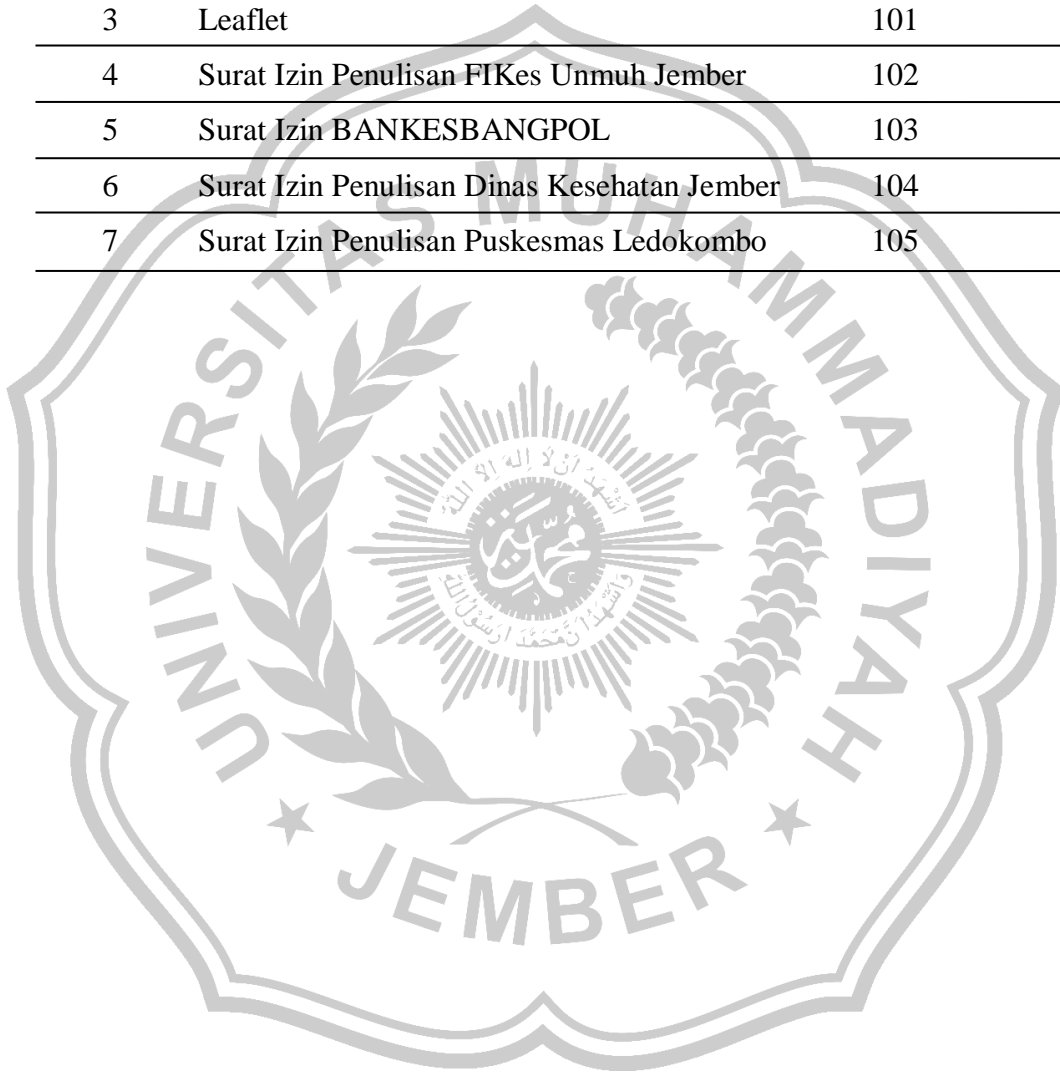 3 Leaflet 101
4 Surat Izin Penulisan FIKes Unmuh Jember 102
5 Surat Izin BANKESBANGPOL 103
6 Surat Izin Penulisan Dinas Kesehatan Jember 104
7 Surat Izin Penulisan Puskesmas Ledokombo 105
UNIVERSITAS MUHAMMADIYAH
JEMBER